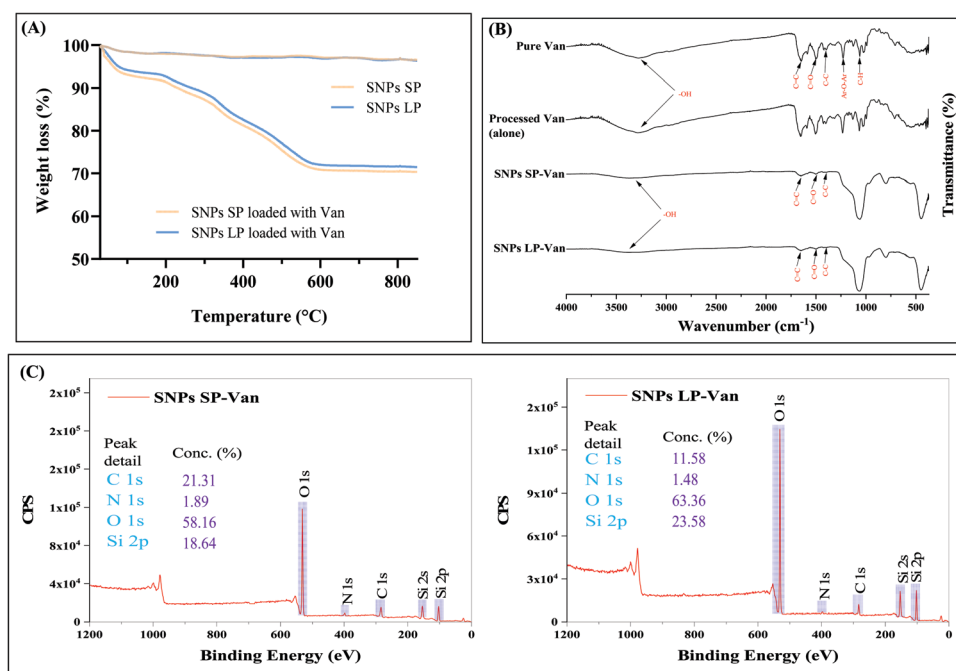 (A)
100
90
80
70
60
50
Weight loss (%)
SNPs SP
SNPs LP
SNPs SP loaded with Van
SNPs LP loaded with Van
0
200
400
600
800
Temperature (°C)
(B)
Pure Van
Processed Van
(alone)
SNPs SP-Van
SNPs LP-Van
-OH
C=C
C=O
C-C
Ar-O-Ar
C-H
-OH
C=C
C=O
C-C
C=C
C=O
C-C
Transmittance (%)
4000 3500 3000 2500 2000 1500 1000 500
Wavenumber (cm⁻¹)
(C)
SNPs SP-Van
2x10⁵
2x10⁵
2x10⁵
1x10⁵
8x10⁴
4x10⁴
0
CPS
Peak
detail Conc. (%)
C 1s 21.31
N 1s 1.89
O 1s 58.16
Si 2p 18.64
O 1s
N 1s
C 1s
Si 2s
Si 2p
1200 1000 800 600 400 200 0
Binding Energy (eV)
SNPs LP-Van
2x10⁵
1x10⁵
8x10⁴
4x10⁴
0
CPS
Peak
detail Conc. (%)
C 1s 11.58
N 1s 1.48
O 1s 63.36
Si 2p 23.58
O 1s
N 1s
C 1s
Si 2s
Si 2p
1200 1000 800 600 400 200 0
Binding Energy (eV)